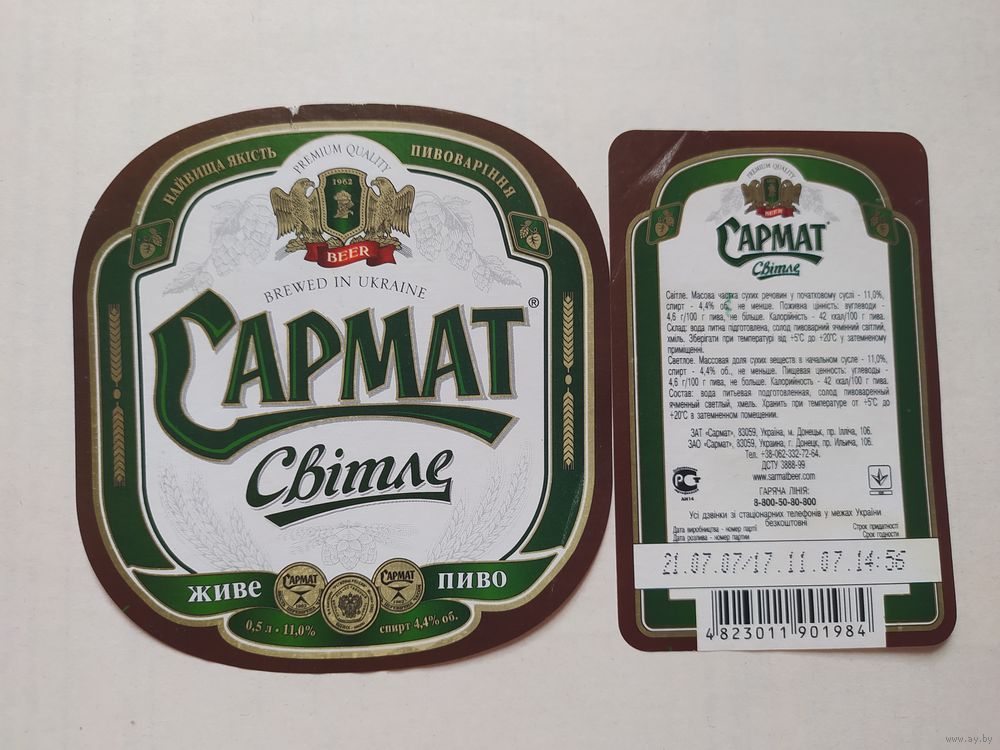 НАЙВИЩА ЯКІСТЬ
PREMIUM QUALITY
ПИВОВАРІННЯ
1962
BEER
BREWED IN UKRAINE
САРМАТ®
Світле
ЖИВЕ
САРМАТ
САРМАТ
ПИВО
0,5 л · 11,0%
спирт 4,4% об.
PREMIUM QUALITY
САРМАТ
Світле
Світле. Масова частка сухих речовин у початковому суслі - 11,0%,
спирт - 4,4% об., не менше. Поживна цінність: вуглеводи -
4,6 г/100 г пива, не більше. Калорійність - 42 ккал/100 г пива.
Склад: вода питна підготовлена, солод пивоварний ячмінний світлий,
хміль. Зберігати при температурі від +5°С до +20°С у затемненому
приміщенні.
Светлое. Массовая доля сухих веществ в начальном сусле - 11,0%,
спирт - 4,4% об., не менее. Пищевая ценность: углеводы -
4,6 г/100 г пива, не больше. Калорийность - 42 ккал/100 г пива.
Состав: вода питьевая подготовленная, солод пивоваренный
ячменный светлый, хмель. Хранить при температуре от +5°С до
+20°С в затемненном помещении.
ЗАТ «Сармат», 83059, Україна, м. Донецьк, пр. Ілліча, 106.
ЗАО «Сармат», 83059, Украина, г. Донецк, пр. Ильича, 106.
Тел. +38-062-332-72-64.
ДСТУ 3888-99
www.sarmatbeer.com
ГАРЯЧА ЛІНІЯ:
8-800-50-80-800
АИ14
Усі дзвінки зі стаціонарних телефонів у межах України
безкоштовні
Дата виробництва - номер партії
Строк придатності
Дата розлива - номер партии
Срок годности
21.07.07/17.11.07.14:56
4 823011 901984
www.ay.by